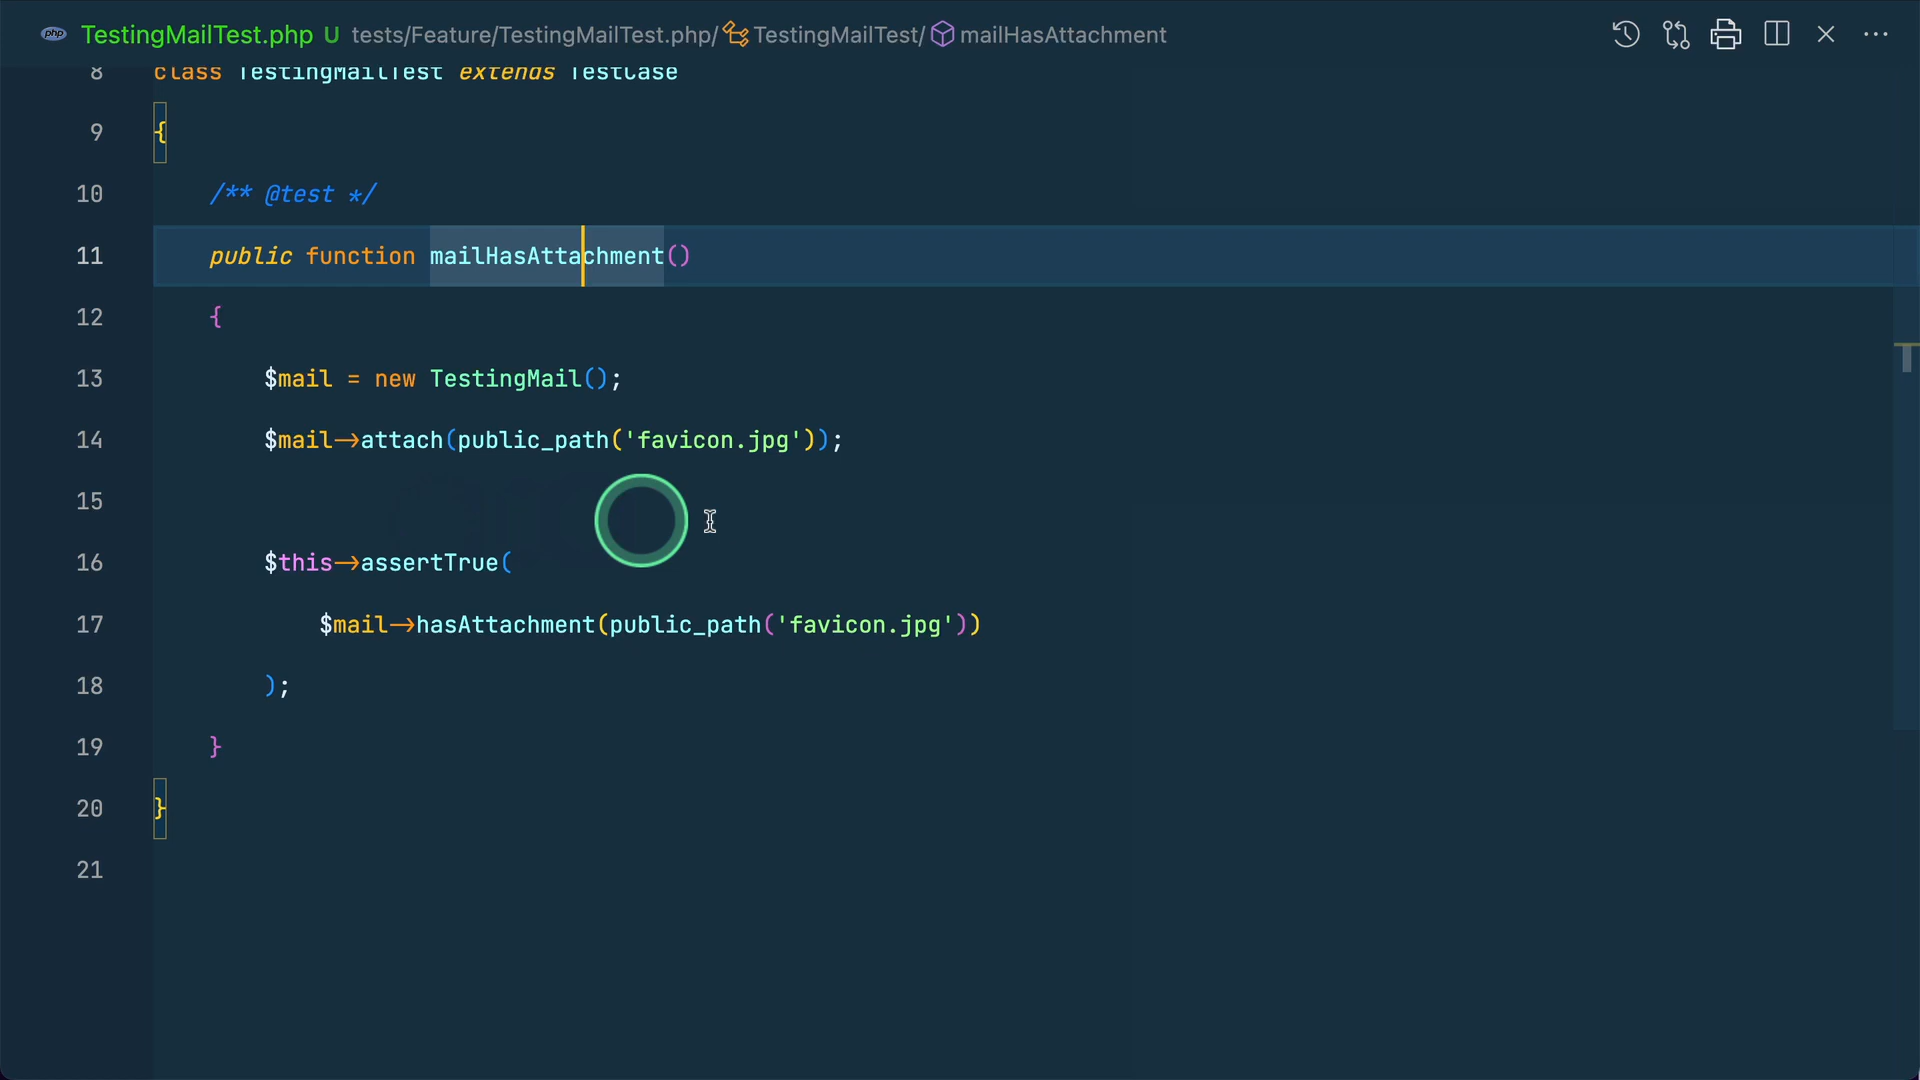 php TestingMailTest.php U tests/Feature/TestingMailTest.php/ TestingMailTest/ mailHasAttachment
8 class TestingMailTest extends TestCase
9 {
10 /** @test */
11 public function mailHasAttachment()
12 {
13 $mail = new TestingMail();
14 $mail->attach(public_path('favicon.jpg'));
15
16 $this->assertTrue(
17 $mail->hasAttachment(public_path('favicon.jpg'))
18 );
19 }
20 }
21